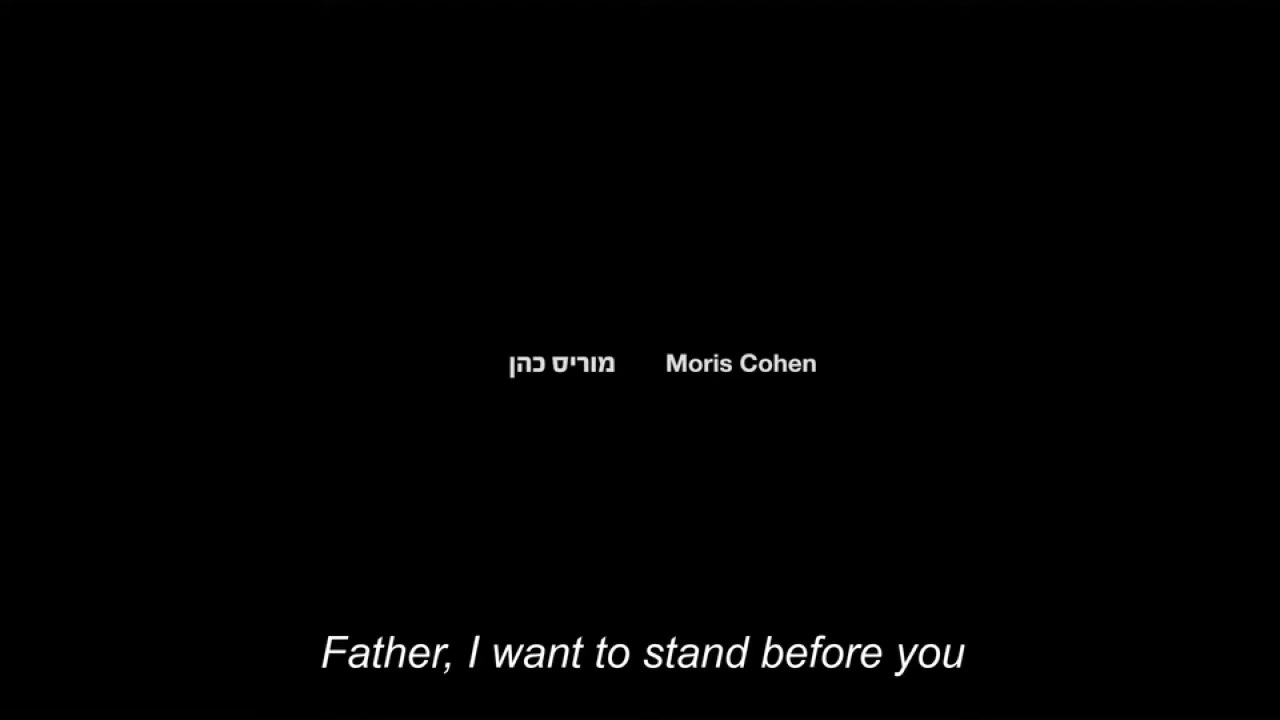 מוריס כהן Moris Cohen
Father, I want to stand before you